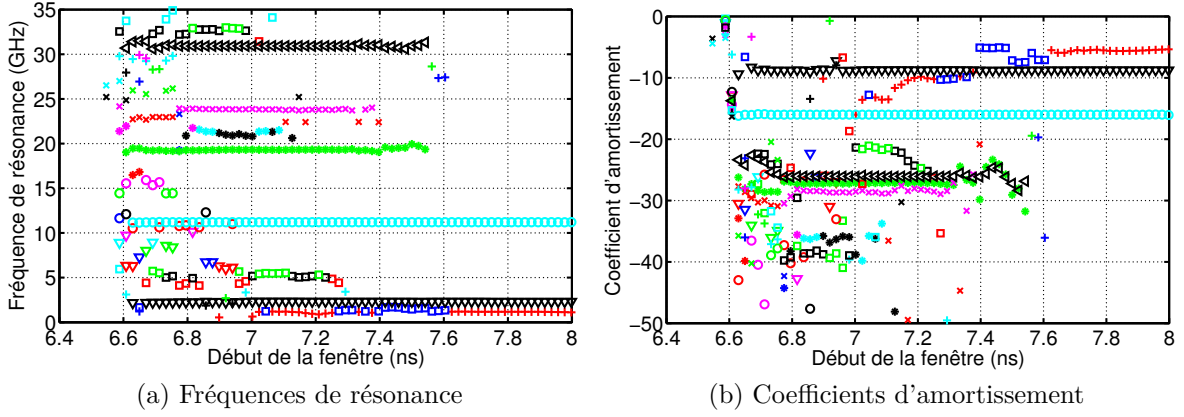 35
30
25
20
15
10
5
0
6.4 6.6 6.8 7 7.2 7.4 7.6 7.8 8
Fréquence de résonance (GHz)
Début de la fenêtre (ns)
(a) Fréquences de résonance
0
−10
−20
−30
−40
−50
6.4 6.6 6.8 7 7.2 7.4 7.6 7.8 8
Coefficient d'amortissement
Début de la fenêtre (ns)
(b) Coefficients d'amortissement